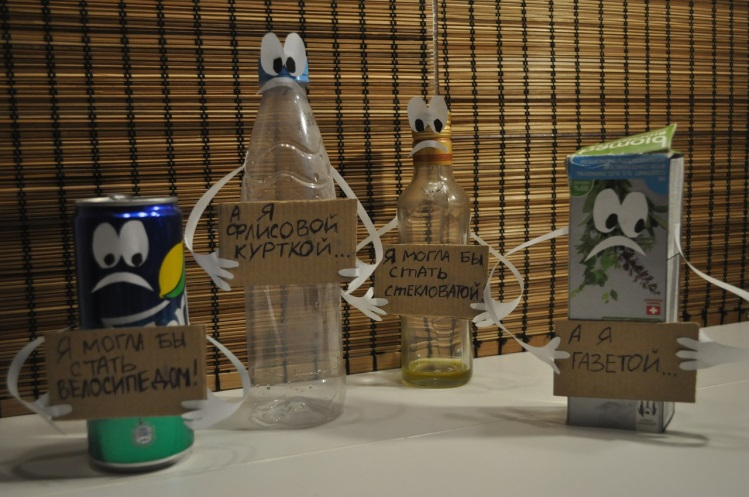 Я МОГЛА БЫ
СТАТЬ
ВЕЛОСИПЕДОМ!
А Я
ФЛИСОВОЙ
КУРТКОЙ...
Я МОГЛА БЫ
СТАТЬ
СТЕКЛОВАТОЙ
А Я
ГАЗЕТОЙ...